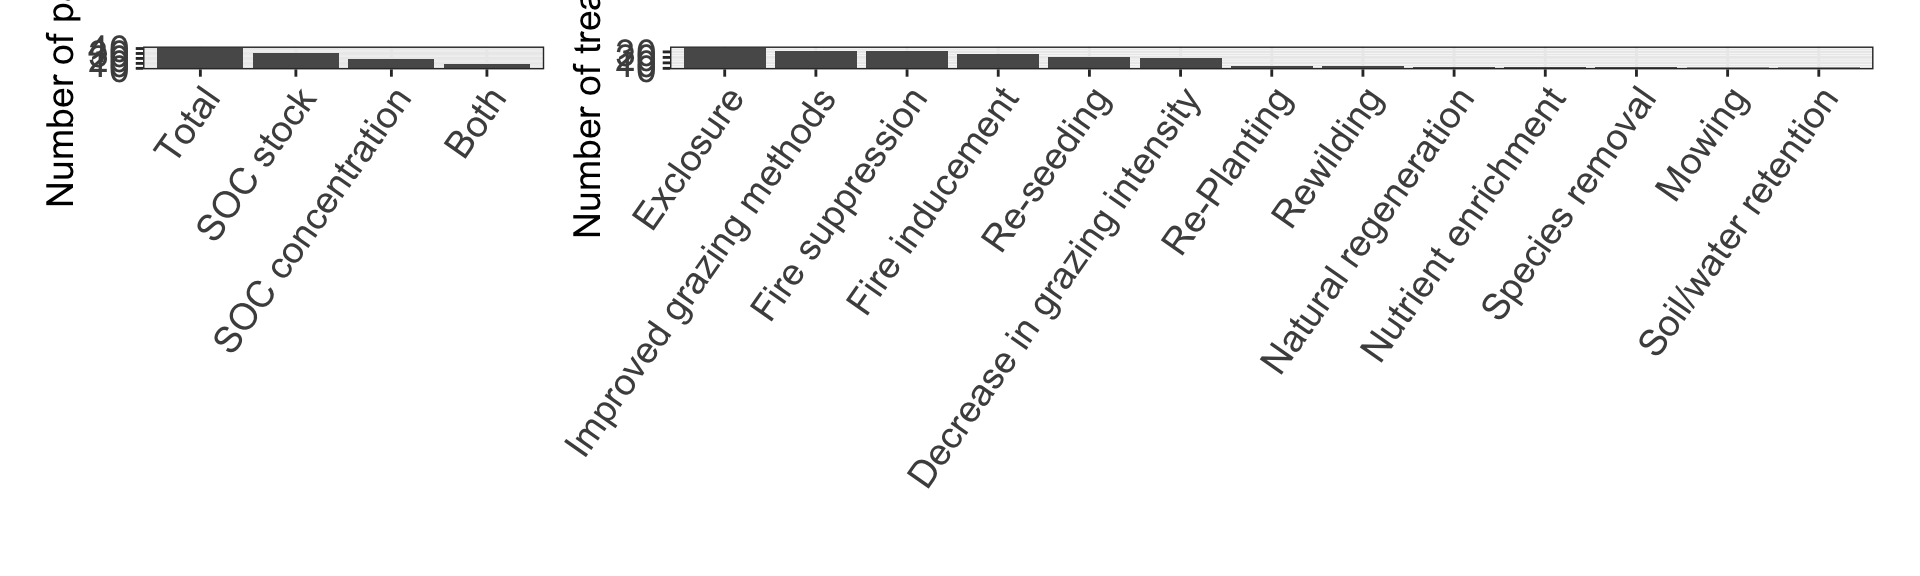 Number of p
Total
SOC stock
SOC concentration
Both
Number of trea
Exclosure
Improved grazing methods
Fire suppression
Fire inducement
Re-seeding
Decrease in grazing intensity
Re-Planting
Rewilding
Natural regeneration
Nutrient enrichment
Species removal
Mowing
Soil/water retention